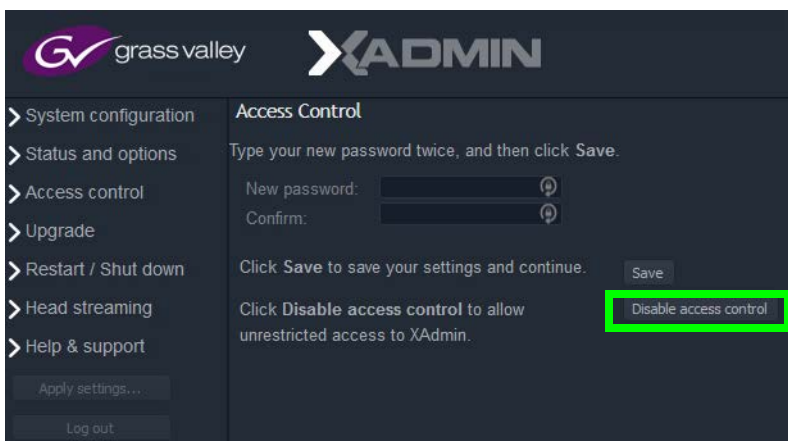 grass valley
XADMIN
System configuration
Status and options
Access control
Upgrade
Restart / Shut down
Head streaming
Help & support
Apply settings...
Log out
Access Control
Type your new password twice, and then click Save.
New password:
Confirm:
Click Save to save your settings and continue.
Save
Click Disable access control to allow
unrestricted access to XAdmin.
Disable access control